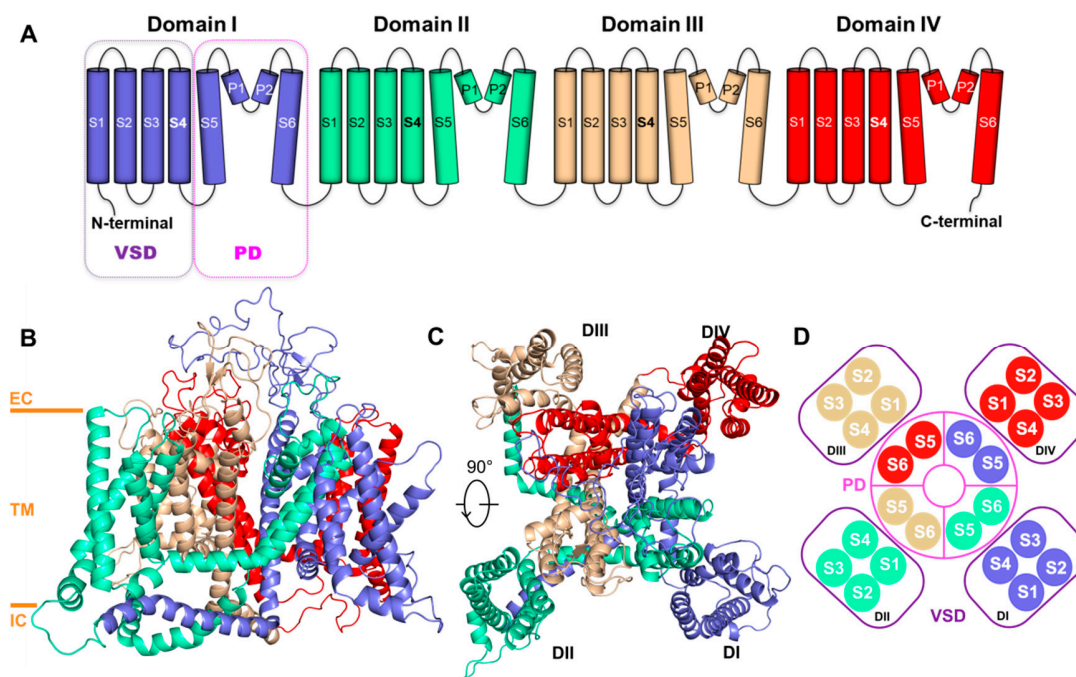 A
Domain I Domain II Domain III Domain IV
S1 S2 S3 S4 S5 P1 P2 S6 S1 S2 S3 S4 S5 P1 P2 S6 S1 S2 S3 S4 S5 P1 P2 S6 S1 S2 S3 S4 S5 P1 P2 S6
N-terminal
C-terminal
VSD PD
B
EC
TM
IC
C
DIII DIV
90°
DII DI
D
S2 S2
S3 S1 S1 S3
S4 S4
DIII DIV
S5 S6
S6 S5
PD
S5 S6
S6 S5
S4 S3
S3 S1 S4 S2
S2 S1
DII DI
VSD